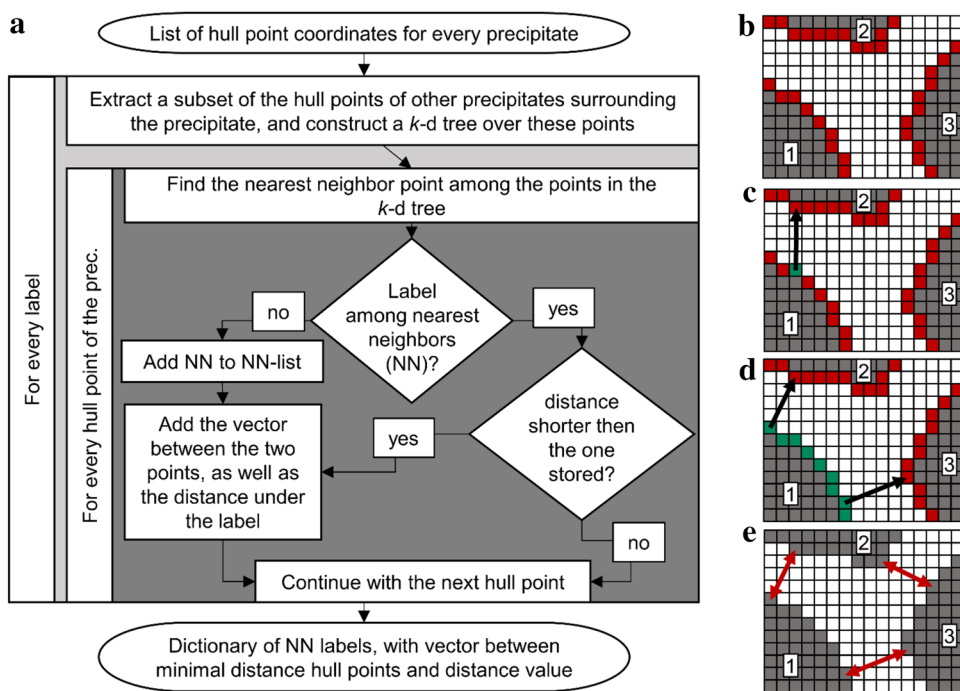 a
List of hull point coordinates for every precipitate
For every label
Extract a subset of the hull points of other precipitates surrounding
the precipitate, and construct a k-d tree over these points
For every hull point of the prec.
Find the nearest neighbor point among the points in the
k-d tree
Label
among nearest
neighbors
(NN)?
no
yes
Add NN to NN-list
Add the vector
between the two
points, as well as
the distance under
the label
yes
distance
shorter then
the one
stored?
no
Continue with the next hull point
Dictionary of NN labels, with vector between
minimal distance hull points and distance value
b
2
3
1
c
2
3
1
d
2
3
1
e
2
3
1